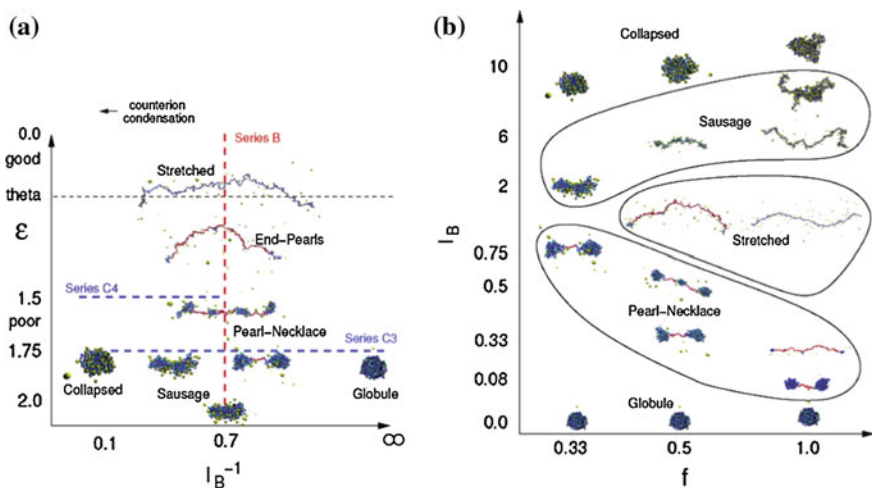 (a)
counterion
condensation
0.0
good
theta
ε
1.5
poor
1.75
2.0
Series B
Stretched
End-Pearls
Series C4
Pearl-Necklace
Series C3
Collapsed
Sausage
Globule
0.1
0.7
∞
l_B^-1
(b)
Collapsed
10
Sausage
6
2
l_B
Stretched
0.75
0.5
Pearl-Necklace
0.33
0.08
Globule
0.0
0.33
0.5
1.0
f